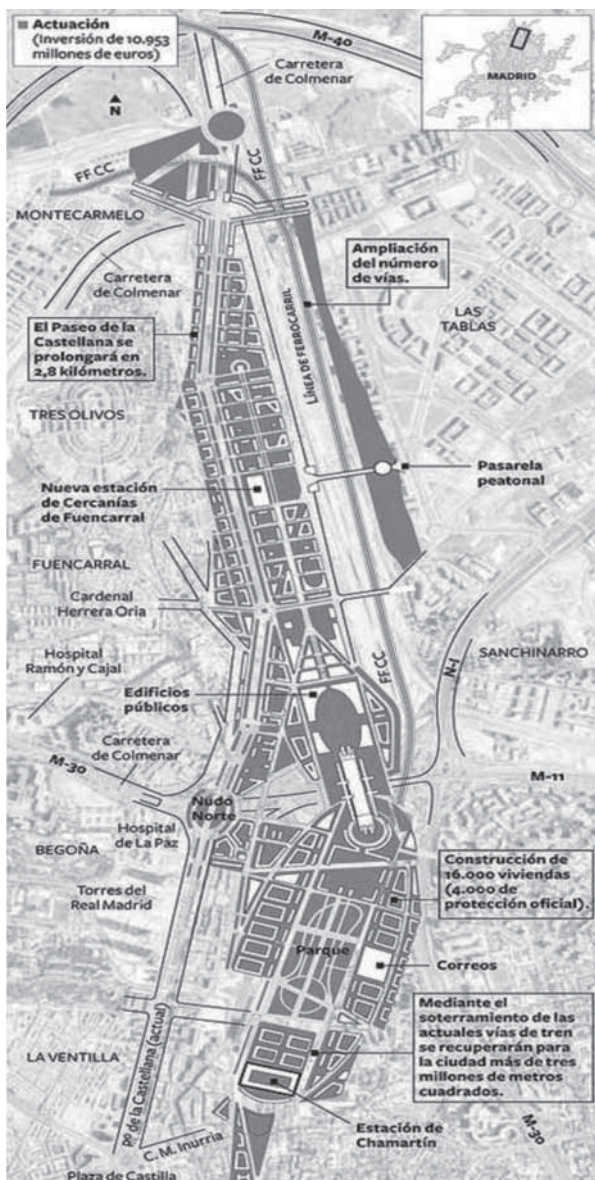 Actuación
(Inversión de 10.953
millones de euros)
M-40
Carretera
de Colmenar
MADRID
N
FF CC
FF CC
MONTECARMELO
Carretera
de Colmenar
Ampliación
del número
de vías.
El Paseo de la
Castellana se
prolongará en
2,8 kilómetros.
LÍNEA DE FERROCARRIL
LAS
TABLAS
TRES OLIVOS
Nueva estación
de Cercanías
de Fuencarral
Pasarela
peatonal
FUENCARRAL
Cardenal
Herrera Oria
Hospital
Ramón y Cajal
N-I
SANCHINARRO
FF CC
Edificios
públicos
Carretera
de Colmenar
M-30
M-11
Nudo
Norte
Hospital
de La Páz
BEGOÑA
Torres del
Real Madrid
Construcción de
16.000 viviendas
(4.000 de
protección oficial).
Parque
Correos
Mediante el
soterramiento de las
actuales vías de tren
se recuperarán para
la ciudad más de tres
millones de metros
cuadrados.
LA VENTILLA
pº de la Castellana (actual)
Estación de
Chamartín
C. M. Inurria
M-30
Plaza de Castilla